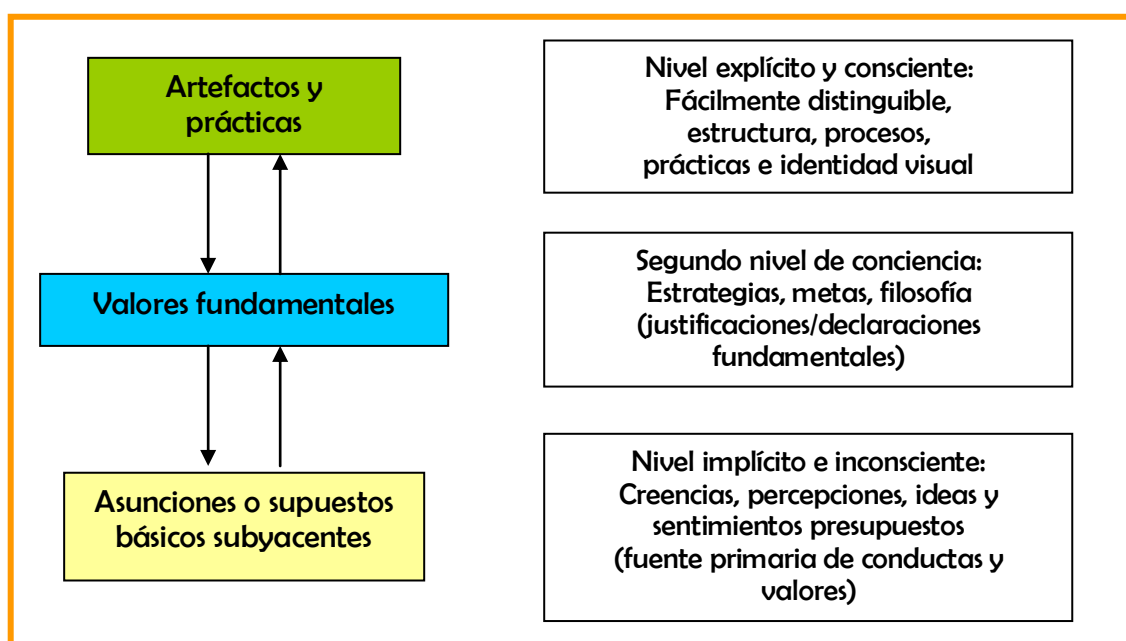 Artefactos y
prácticas
Nivel explícito y consciente:
Fácilmente distinguible,
estructura, procesos,
prácticas e identidad visual
Valores fundamentales
Segundo nivel de conciencia:
Estrategias, metas, filosofía
(justificaciones/declaraciones
fundamentales)
Asunciones o supuestos
básicos subyacentes
Nivel implícito e inconsciente:
Creencias, percepciones, ideas y
sentimientos presupuestos
(fuente primaria de conductas y
valores)